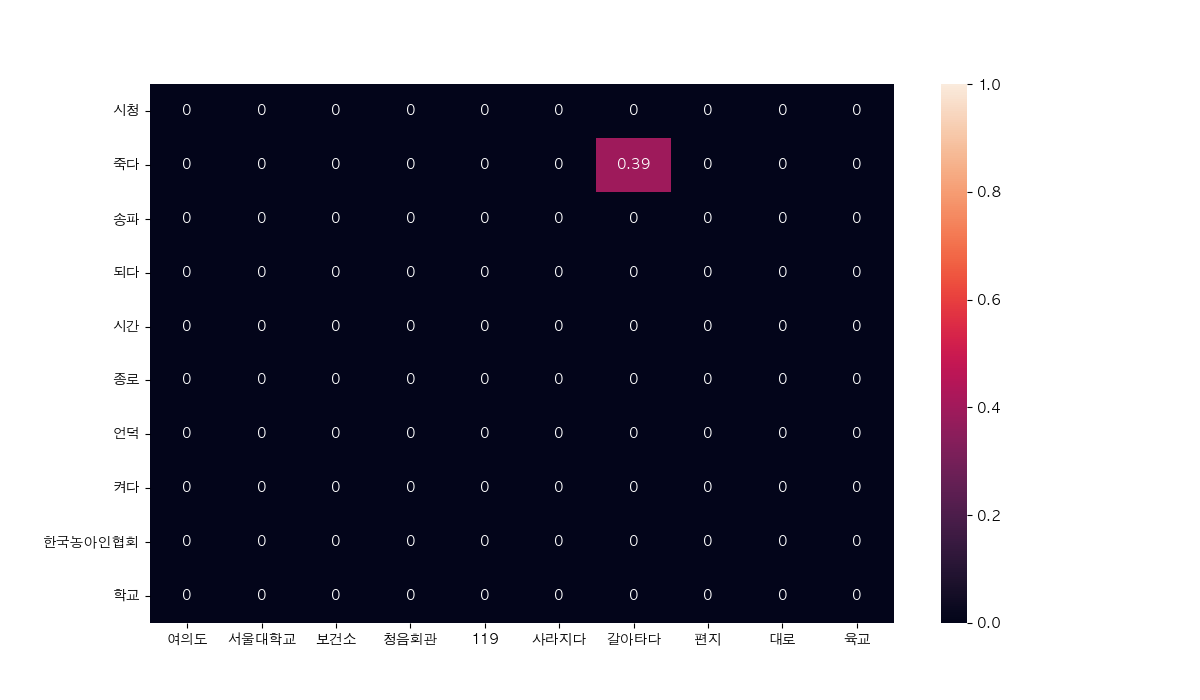 시청 0 0 0 0 0 0 0 0 0 0 1.0
죽다 0 0 0 0 0 0 0.39 0 0 0
0.8
송파 0 0 0 0 0 0 0 0 0 0
되다 0 0 0 0 0 0 0 0 0 0
0.6
시간 0 0 0 0 0 0 0 0 0 0
종로 0 0 0 0 0 0 0 0 0 0
0.4
언덕 0 0 0 0 0 0 0 0 0 0
켜다 0 0 0 0 0 0 0 0 0 0
0.2
한국농아인협회 0 0 0 0 0 0 0 0 0 0
학교 0 0 0 0 0 0 0 0 0 0
0.0
여의도 서울대학교 보건소 청음회관 119 사라지다 갈아타다 편지 대로 육교